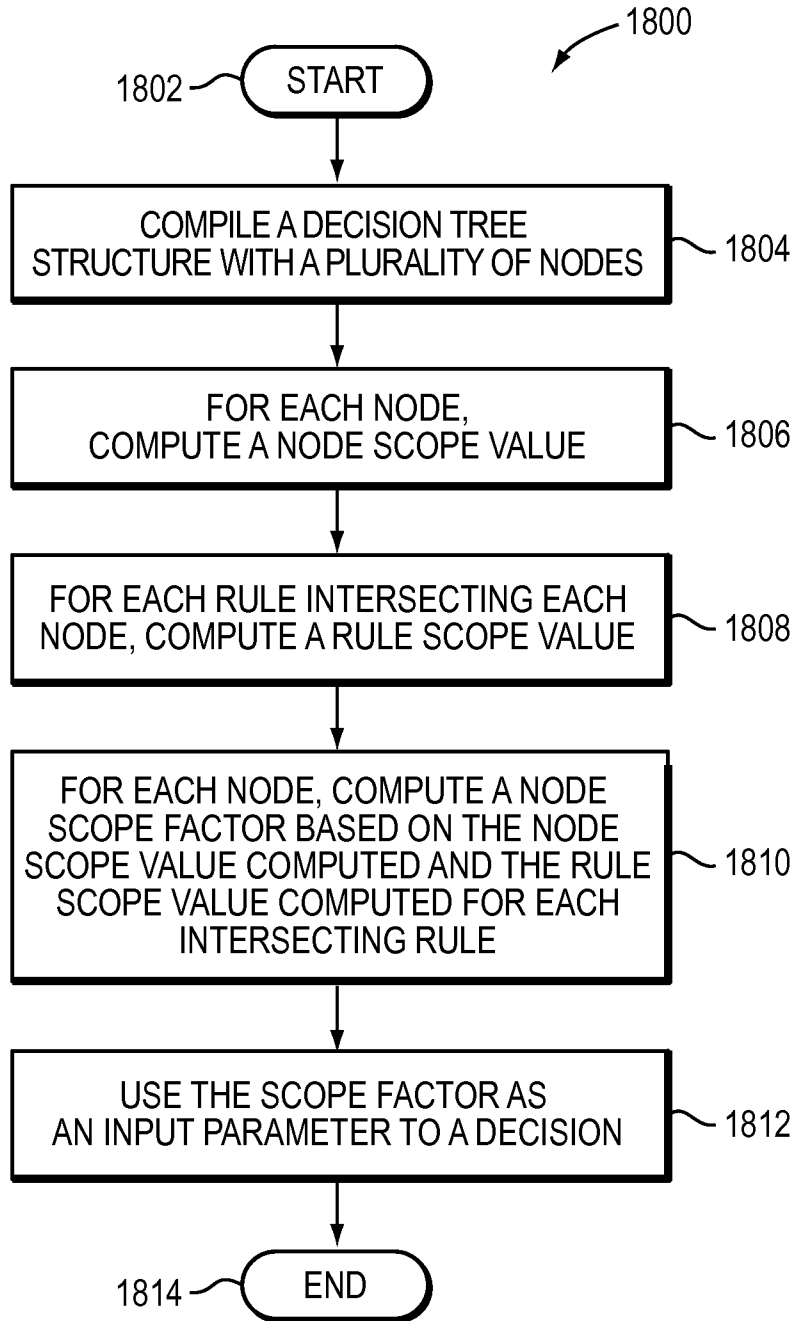 1800
1802
START
COMPILE A DECISION TREE
STRUCTURE WITH A PLURALITY OF NODES
1804
FOR EACH NODE,
COMPUTE A NODE SCOPE VALUE
1806
FOR EACH RULE INTERSECTING EACH
NODE, COMPUTE A RULE SCOPE VALUE
1808
FOR EACH NODE, COMPUTE A NODE
SCOPE FACTOR BASED ON THE NODE
SCOPE VALUE COMPUTED AND THE RULE
SCOPE VALUE COMPUTED FOR EACH
INTERSECTING RULE
1810
USE THE SCOPE FACTOR AS
AN INPUT PARAMETER TO A DECISION
1812
1814
END